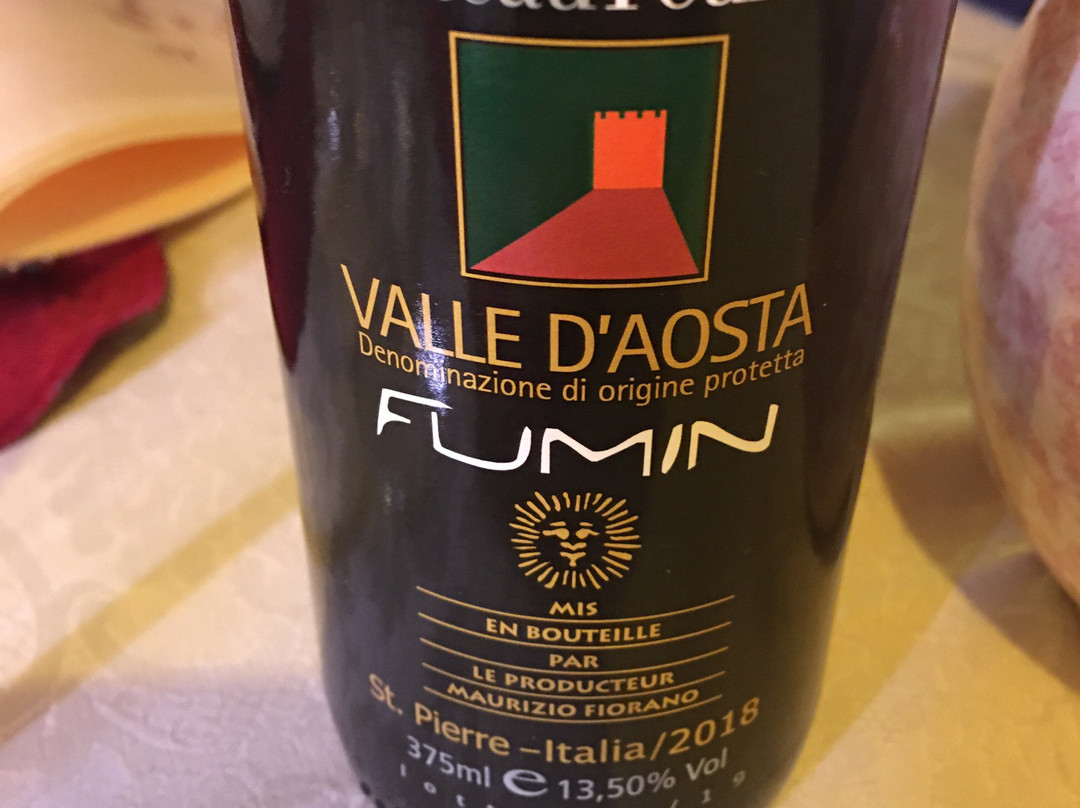 VALLE D'AOSTA
Denominazione di origine protetta
FUMIN
MIS
EN BOUTEILLE
PAR
LE PRODUCTEUR
MAURIZIO FIORANO
St. Pierre – Italia/2018
375ml e 13,50% Vol